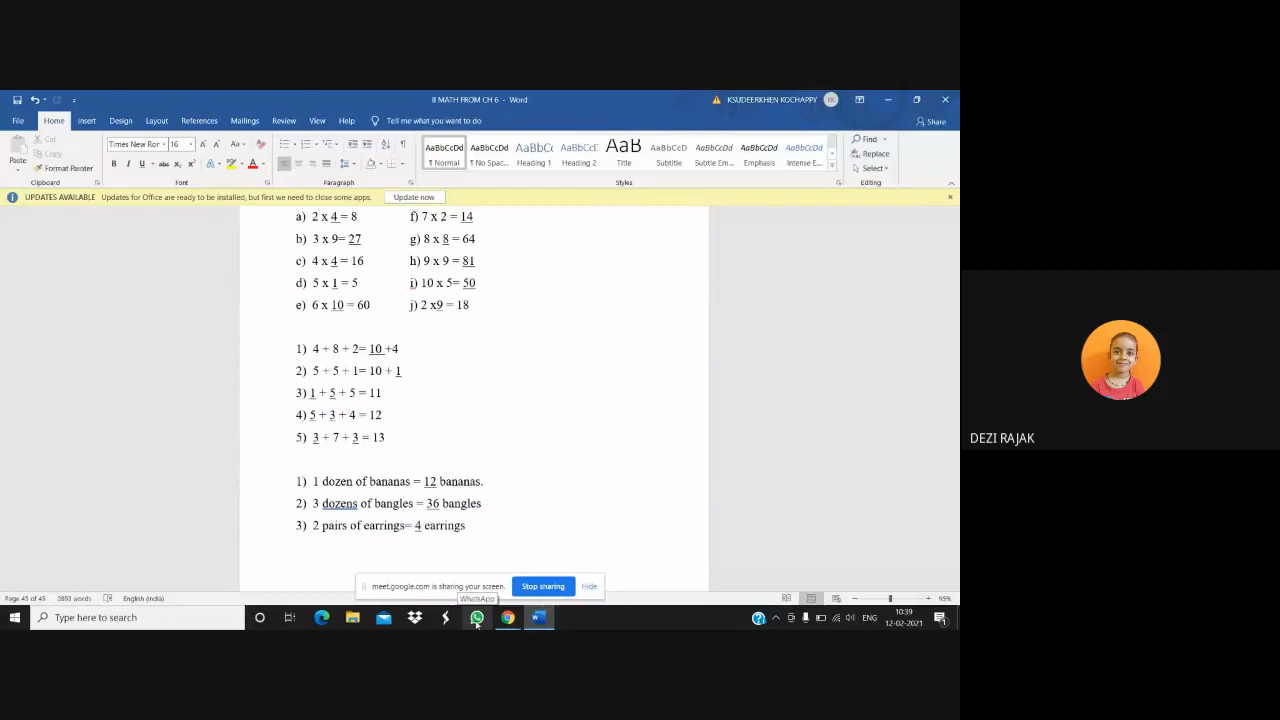 II MATH FROM CH 6 - Word
KSUDEERKHEN KOCHAPPY KK
File Home Insert Design Layout References Mailings Review View Help Tell me what you want to do Share
Paste
Cut
Copy
Format Painter
Times New Ror 16
Clipboard Font Paragraph Styles Editing
AaBbCcDd AaBbCcDd AaBbCc AaBbCcD AaB AaBbCcD AaBbCcDd AaBbCcDd AaBbCcDd
¶ Normal ¶ No Spac... Heading 1 Heading 2 Title Subtitle Subtle Em... Emphasis Intense E...
Find
Replace
Select
UPDATES AVAILABLE Updates for Office are ready to be installed, but first we need to close some apps. Update now
a) 2 x 4 = 8 f) 7 x 2 = 14
b) 3 x 9= 27 g) 8 x 8 = 64
c) 4 x 4 = 16 h) 9 x 9 = 81
d) 5 x 1 = 5 i) 10 x 5= 50
e) 6 x 10 = 60 j) 2 x9 = 18
1) 4 + 8 + 2= 10 +4
2) 5 + 5 + 1= 10 + 1
3) 1 + 5 + 5 = 11
4) 5 + 3 + 4 = 12
5) 3 + 7 + 3 = 13
1) 1 dozen of bananas = 12 bananas.
2) 3 dozens of bangles = 36 bangles
3) 2 pairs of earrings= 4 earrings
meet.google.com is sharing your screen. Stop sharing Hide
WhatsApp
Page 45 of 45 2893 words English (India) 95%
Type here to search
ENG
10:39
12-02-2021
DEZI RAJAK